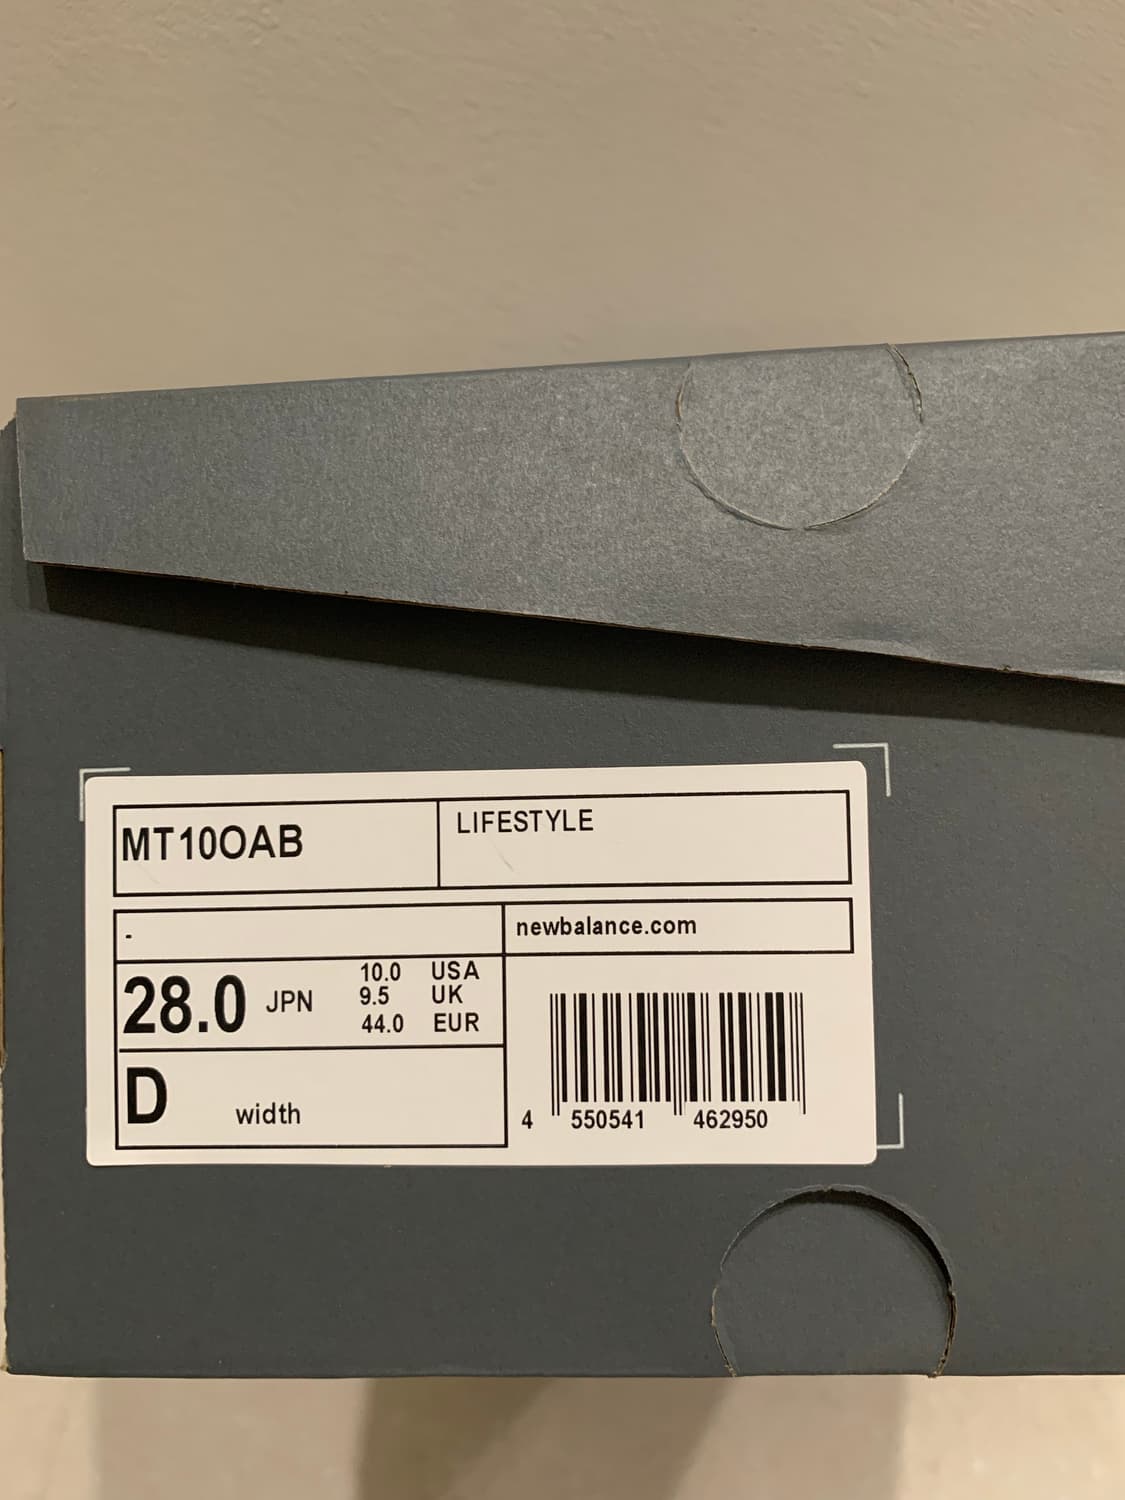 MT10OAB
LIFESTYLE
-
newbalance.com
28.0 JPN
10.0 USA
9.5 UK
44.0 EUR
D width
4 550541 462950